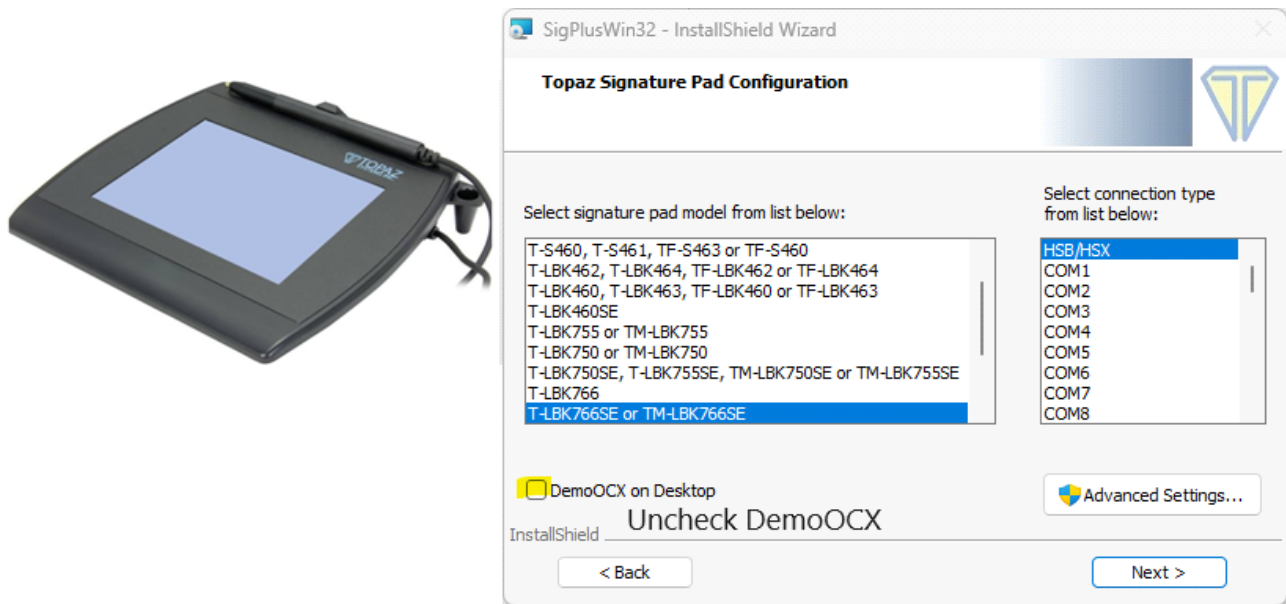 TOPAZ
SigPlusWin32 - InstallShield Wizard
Topaz Signature Pad Configuration
Select signature pad model from list below:
T-S460, T-S461, TF-S463 or TF-S460
T-LBK462, T-LBK464, TF-LBK462 or TF-LBK464
T-LBK460, T-LBK463, TF-LBK460 or TF-LBK463
T-LBK460SE
T-LBK755 or TM-LBK755
T-LBK750 or TM-LBK750
T-LBK750SE, T-LBK755SE, TM-LBK750SE or TM-LBK755SE
T-LBK766
T-LBK766SE or TM-LBK766SE
Select connection type
from list below:
HSB/HSX
COM1
COM2
COM3
COM4
COM5
COM6
COM7
COM8
DemoOCX on Desktop
Advanced Settings...
Uncheck DemoOCX
InstallShield
< Back
Next >